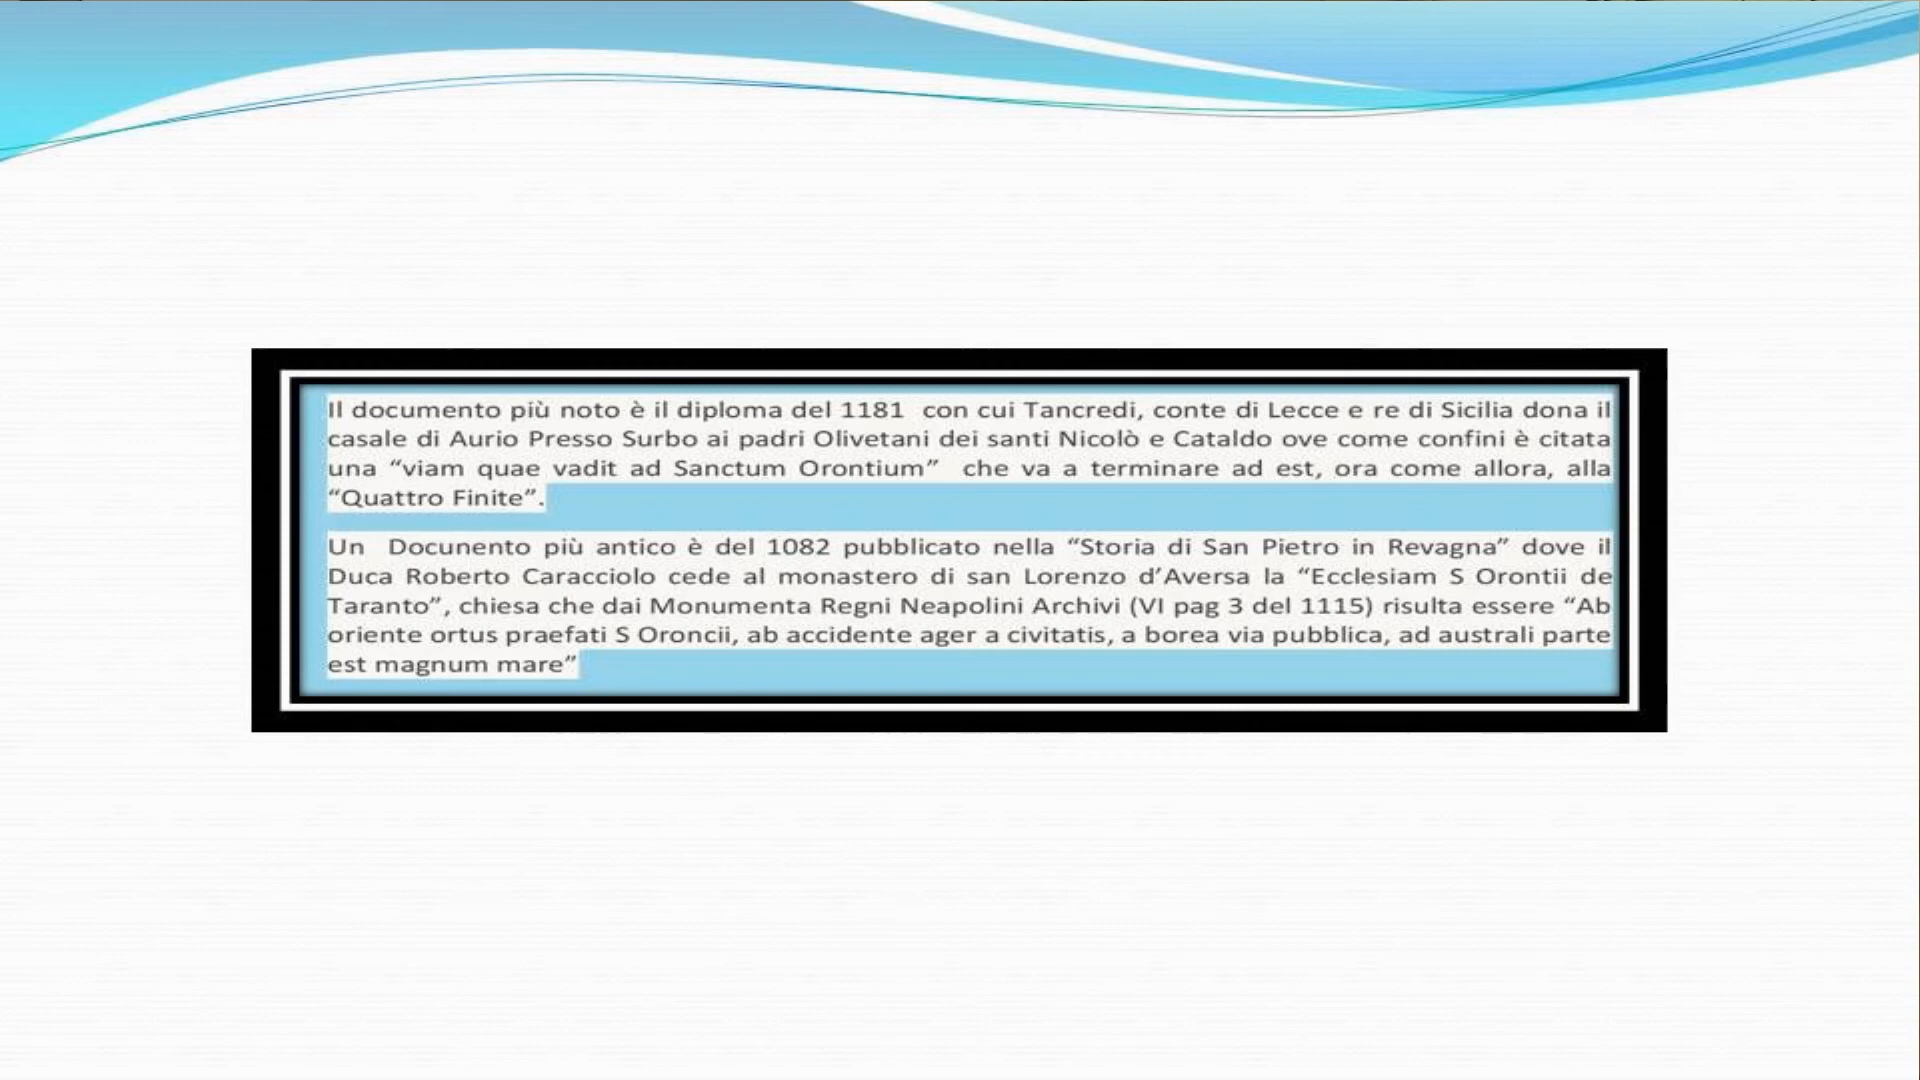 Il documento più noto è il diploma del 1181 con cui Tancredi, conte di Lecce e re di Sicilia dona il
casale di Aurio Presso Surbo ai padri Olivetani dei santi Nicolò e Cataldo ove come confini è citata
una “viam quae vadit ad Sanctum Orontium” che va a terminare ad est, ora come allora, alla
“Quattro Finite”.
Un Docunento più antico è del 1082 pubblicato nella “Storia di San Pietro in Revagna” dove il
Duca Roberto Caracciolo cede al monastero di san Lorenzo d’Aversa la “Ecclesiam S Orontii de
Taranto”, chiesa che dai Monumenta Regni Neapolini Archivi (VI pag 3 del 1115) risulta essere “Ab
oriente ortus praefati S Oroncii, ab accidente ager a civitatis, a borea via pubblica, ad australi parte
est magnum mare”